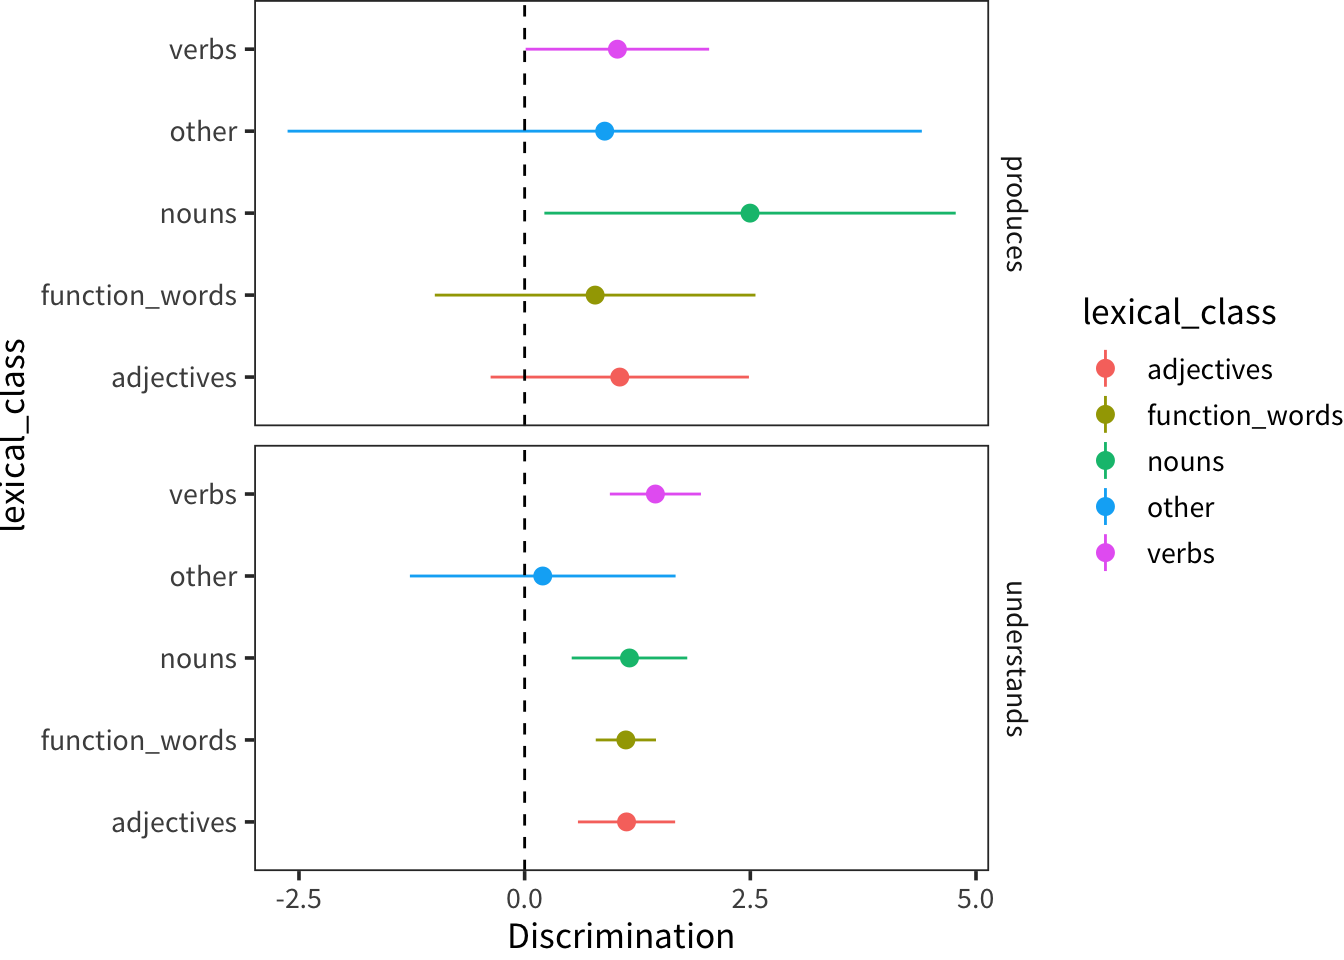 verbs
other
nouns
function_words
adjectives
produces
verbs
other
nouns
function_words
adjectives
understands
-2.5 0.0 2.5 5.0
Discrimination
lexical_class
lexical_class
adjectives
function_words
nouns
other
verbs